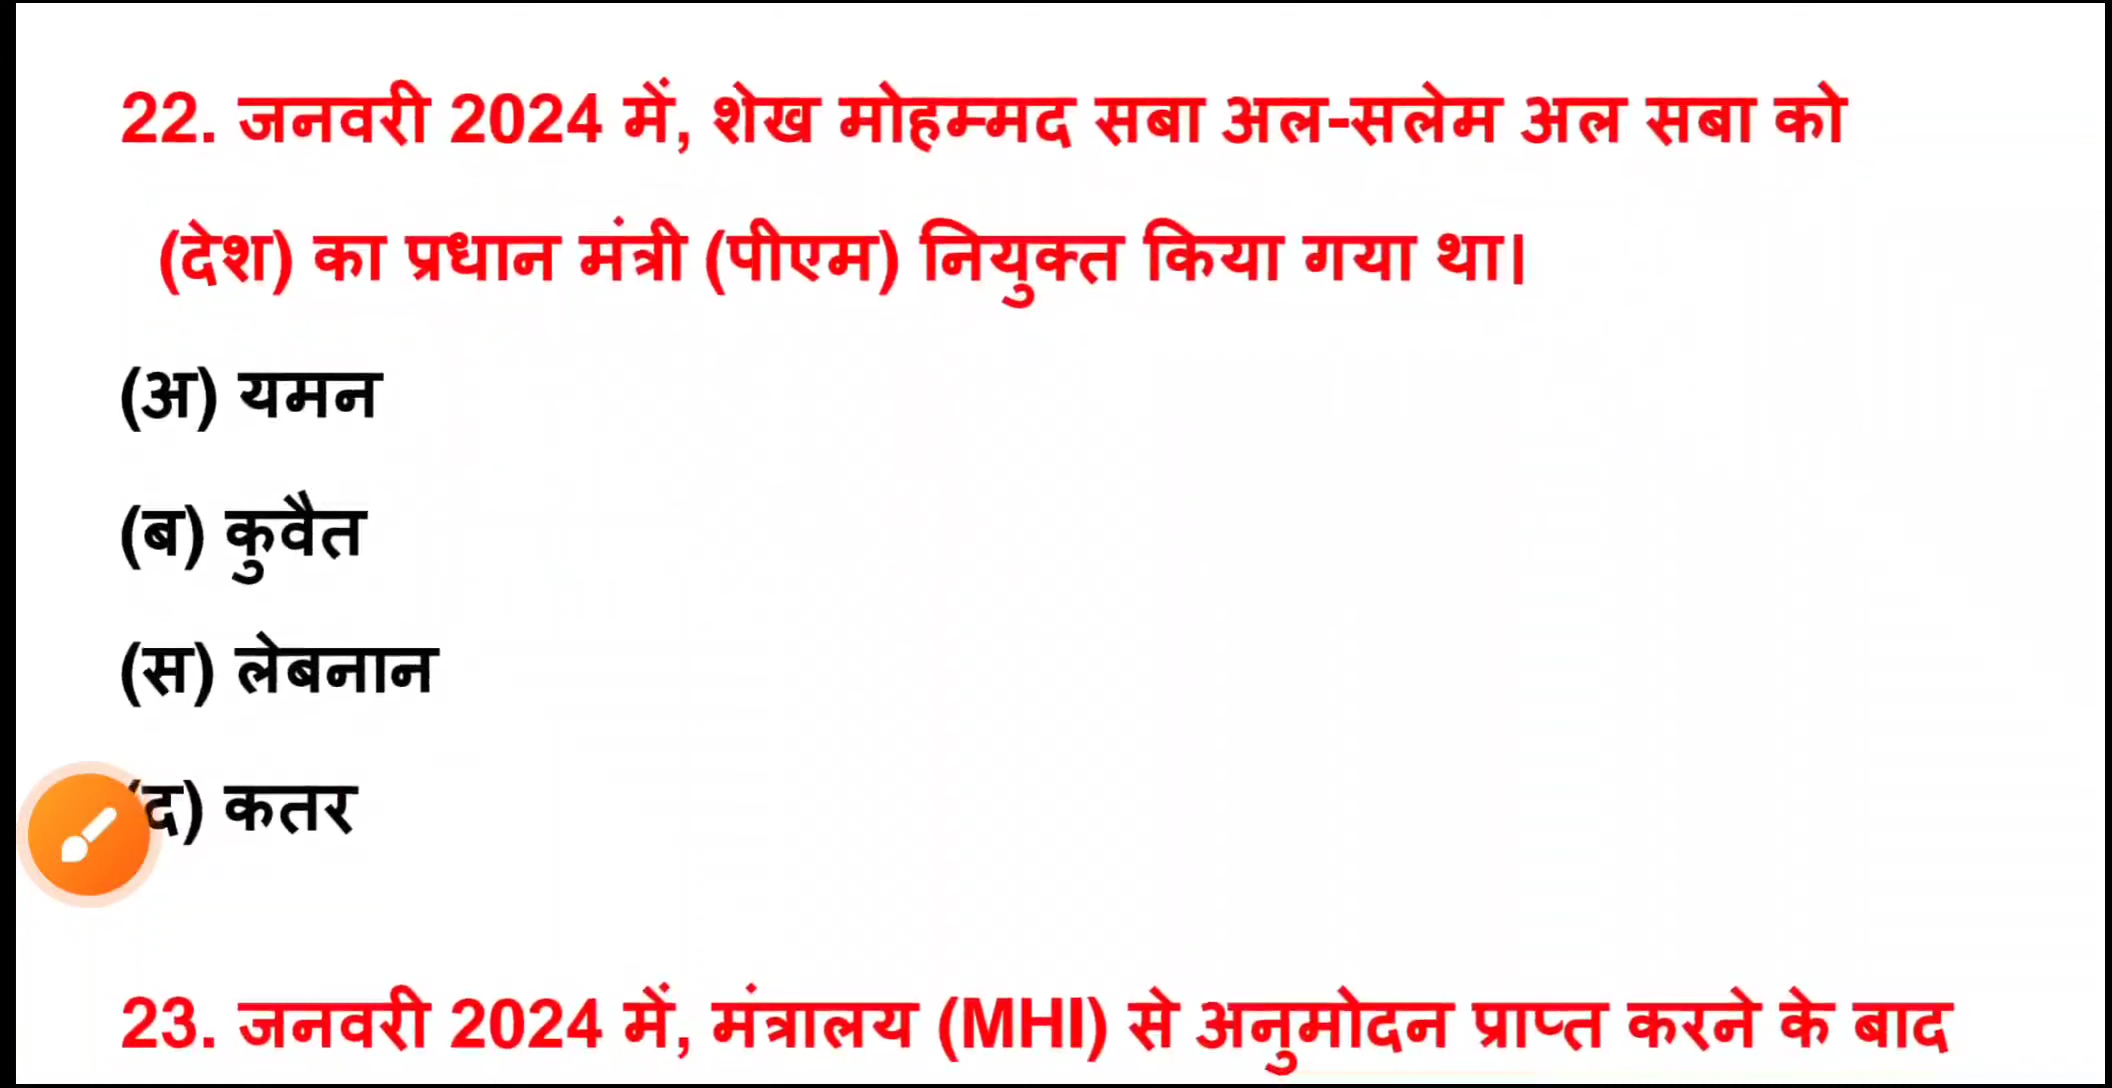 22. जनवरी 2024 में, शेख मोहम्मद सबा अल-सलेम अल सबा को
(देश) का प्रधान मंत्री (पीएम) नियुक्त किया गया था।
(अ) यमन
(ब) कुवैत
(स) लेबनान
(द) कतर
23. जनवरी 2024 में, मंत्रालय (MHI) से अनुमोदन प्राप्त करने के बाद